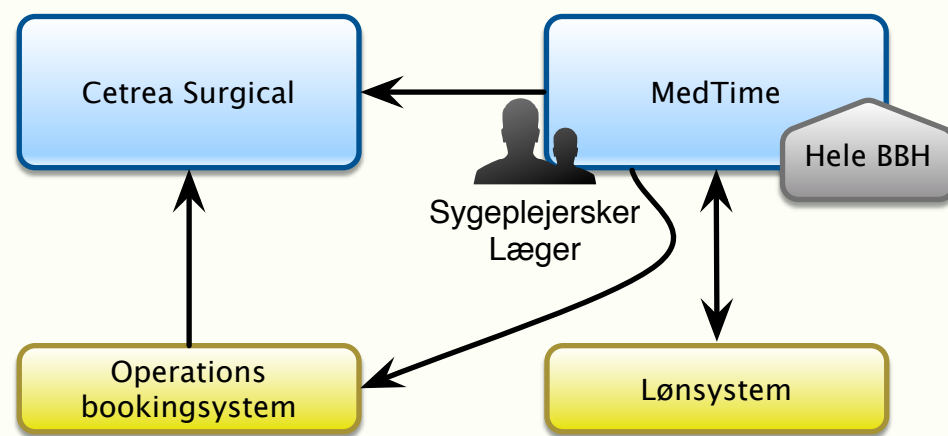 Cetrea Surgical
MedTime
Hele BBH
Sygeplejersker
Læger
Operations
bookingsystem
Lønsystem